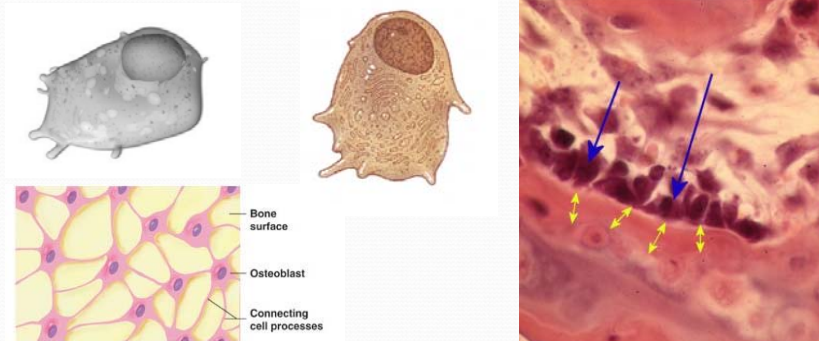 Bone
surface
Osteoblast
Connecting
cell processes